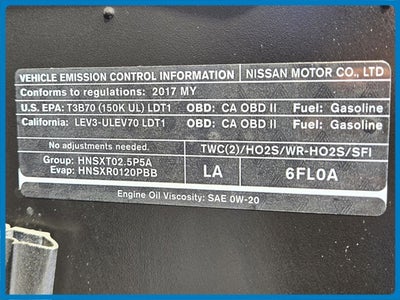 VEHICLE EMISSION CONTROL INFORMATION NISSAN MOTOR CO., LTD
Conforms to regulations: 2017 MY
U.S. EPA: T3B70 (150K UL) LDT1 OBD: CA OBD II Fuel: Gasoline
California: LEV3-ULEV70 LDT1 OBD: CA OBD II Fuel: Gasoline
No adjustments needed. TWC(2)/HO2S/WR-HO2S/SFI
Group: HNSXT02.5P5A
Evap: HNSXR0120PBB LA 6FL0A
Engine Oil Viscosity: SAE 0W-20